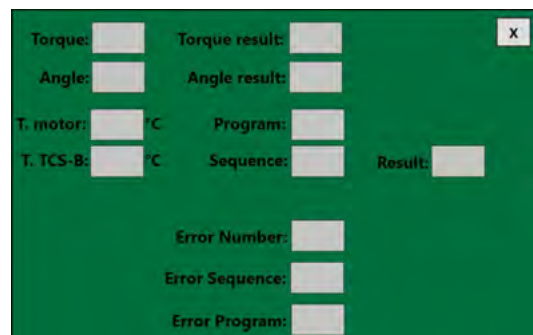 Torque: Torque result: X
Angle: Angle result:
T. motor: °C Program:
T. TCS-B: °C Sequence: Result:
Error Number:
Error Sequence:
Error Program: